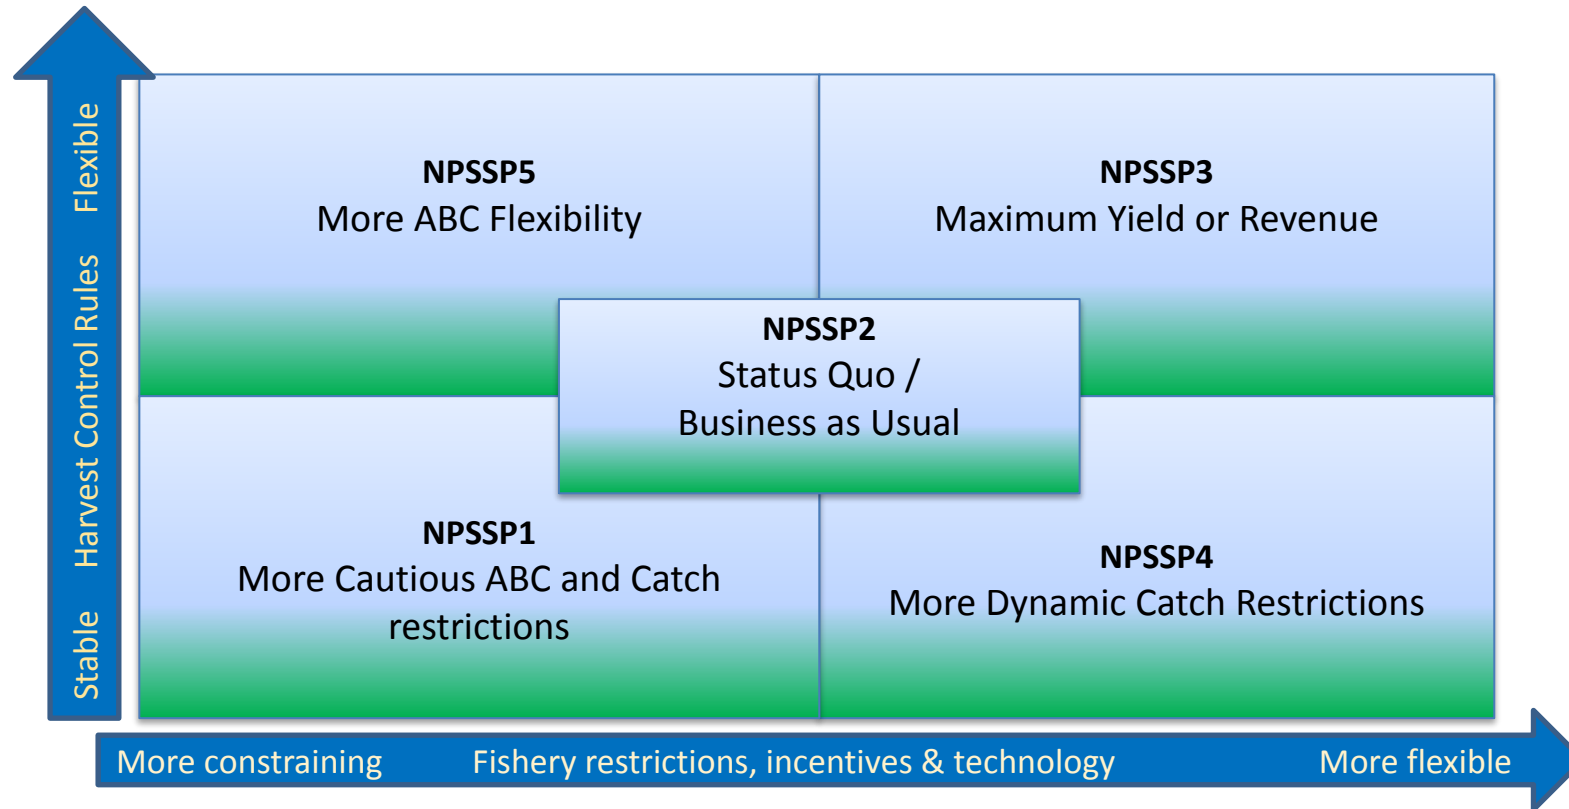 Stable Harvest Control Rules Flexible
NPSSP5
More ABC Flexibility
NPSSP3
Maximum Yield or Revenue
NPSSP2
Status Quo /
Business as Usual
NPSSP1
More Cautious ABC and Catch
restrictions
NPSSP4
More Dynamic Catch Restrictions
More constraining Fishery restrictions, incentives & technology More flexible